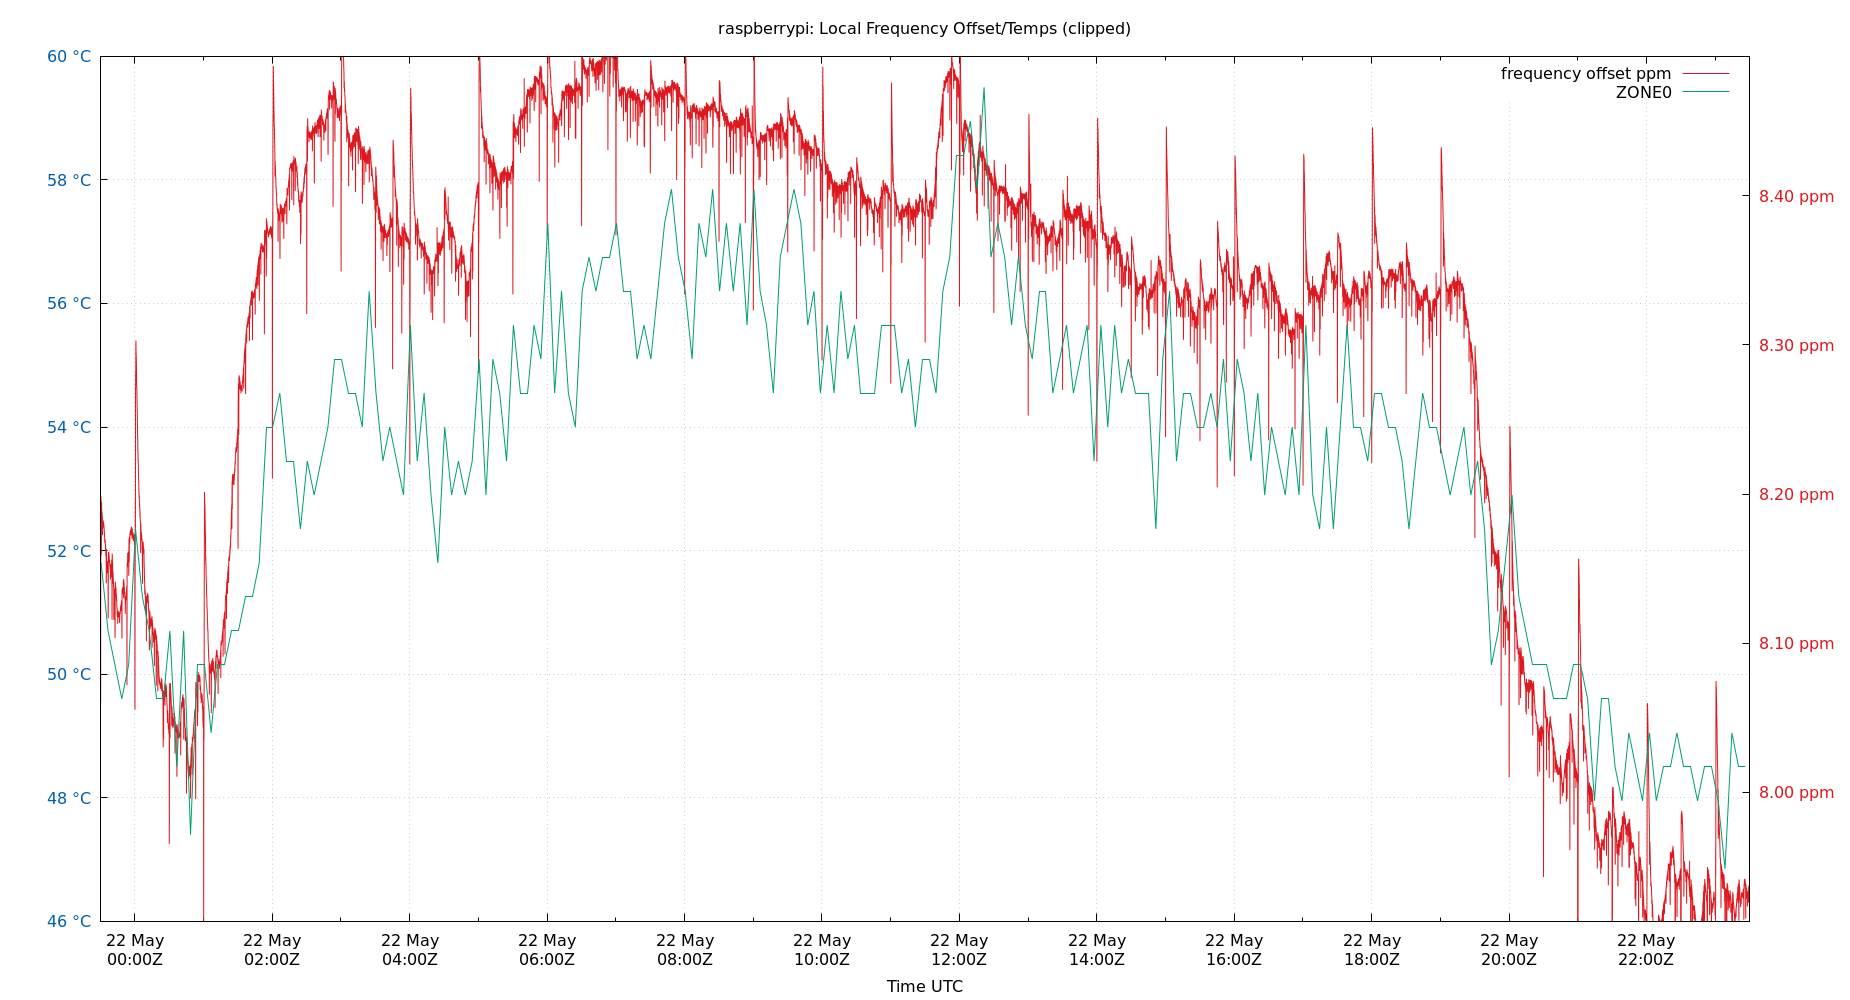 raspberrypi: Local Frequency Offset/Temps (clipped)
frequency offset ppm
ZONE0
60 °C
58 °C
56 °C
54 °C
52 °C
50 °C
48 °C
46 °C
8.40 ppm
8.30 ppm
8.20 ppm
8.10 ppm
8.00 ppm
22 May 22 May 22 May 22 May 22 May 22 May 22 May 22 May 22 May 22 May 22 May 22 May
00:00Z 02:00Z 04:00Z 06:00Z 08:00Z 10:00Z 12:00Z 14:00Z 16:00Z 18:00Z 20:00Z 22:00Z
Time UTC